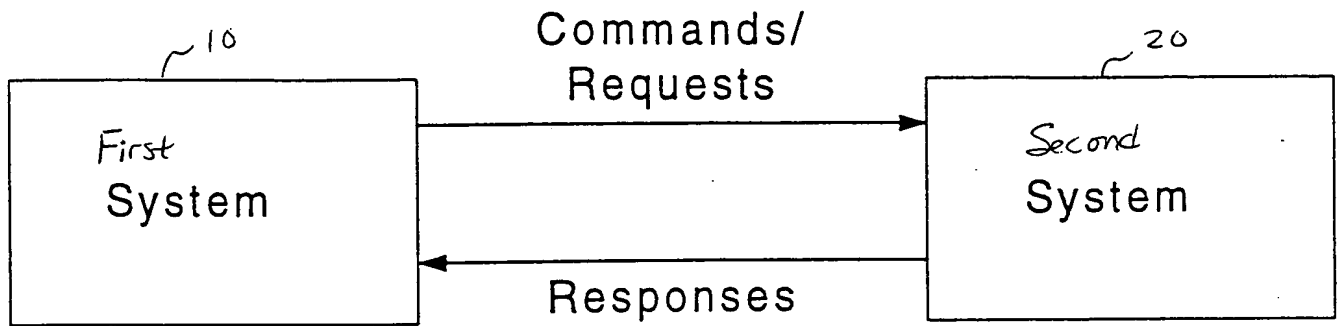 10
Commands/
Requests
20
First
System
Second
System
Responses